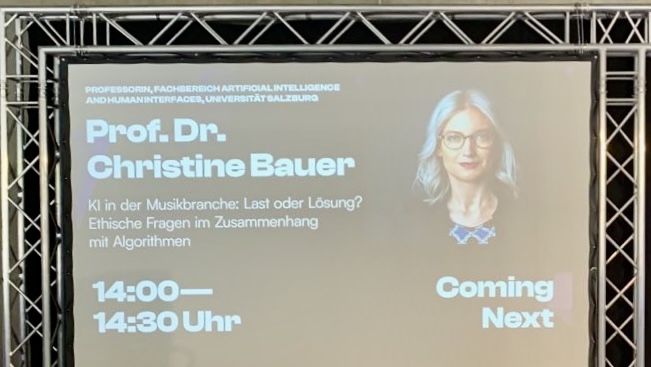 PROFESSORIN, FACHBEREICH ARTIFICIAL INTELLIGENCE
AND HUMAN INTERFACES, UNIVERSITÄT SALZBURG
Prof. Dr.
Christine Bauer
KI in der Musikbranche: Last oder Lösung?
Ethische Fragen im Zusammenhang
mit Algorithmen
14:00—
14:30 Uhr
Coming
Next